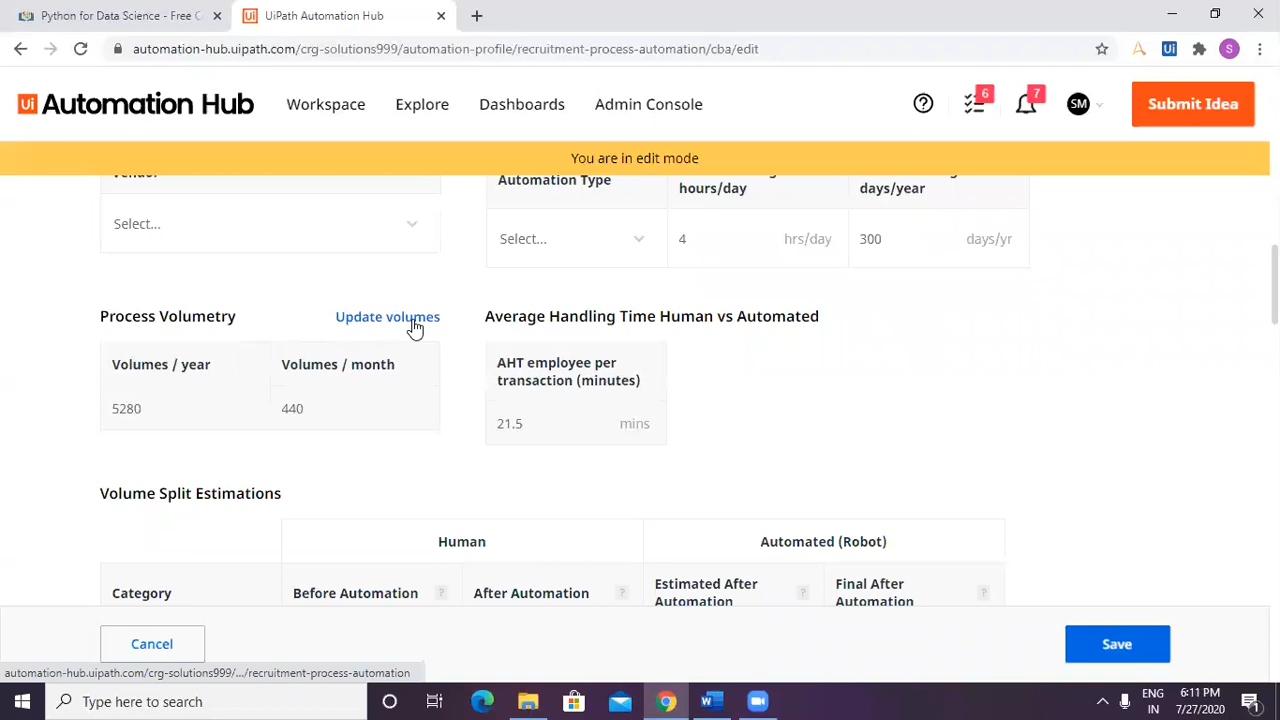 Python for Data Science - Free C
UiPath Automation Hub
automation-hub.uipath.com/crg-solutions999/automation-profile/recruitment-process-automation/cba/edit
S
Ui Automation Hub
Workspace
Explore
Dashboards
Admin Console
6
7
SM
Submit Idea
You are in edit mode
Automation Type
hours/day
days/year
Select...
Select...
4 hrs/day
300 days/yr
Process Volumetry
Update volumes
Average Handling Time Human vs Automated
Volumes / year
Volumes / month
AHT employee per
transaction (minutes)
5280
440
21.5 mins
Volume Split Estimations
Human
Automated (Robot)
Category
Before Automation ?
After Automation ?
Estimated After
Automation ?
Final After
Automation ?
Cancel
Save
automation-hub.uipath.com/crg-solutions999/.../recruitment-process-automation
Type here to search
ENG
IN
6:11 PM
7/27/2020
1